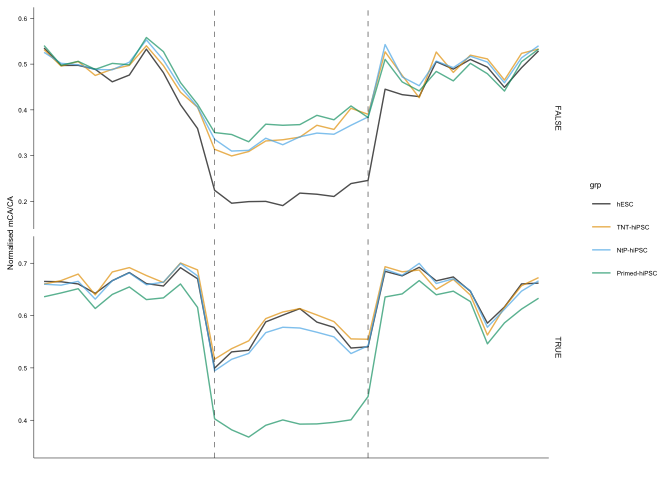 0.6
0.5
0.4
0.3
0.2
FALSE
Normalised mCA/CA
0.7
0.6
0.5
0.4
TRUE
grp
hESC
TNT-hiPSC
NtP-hiPSC
Primed-hiPSC